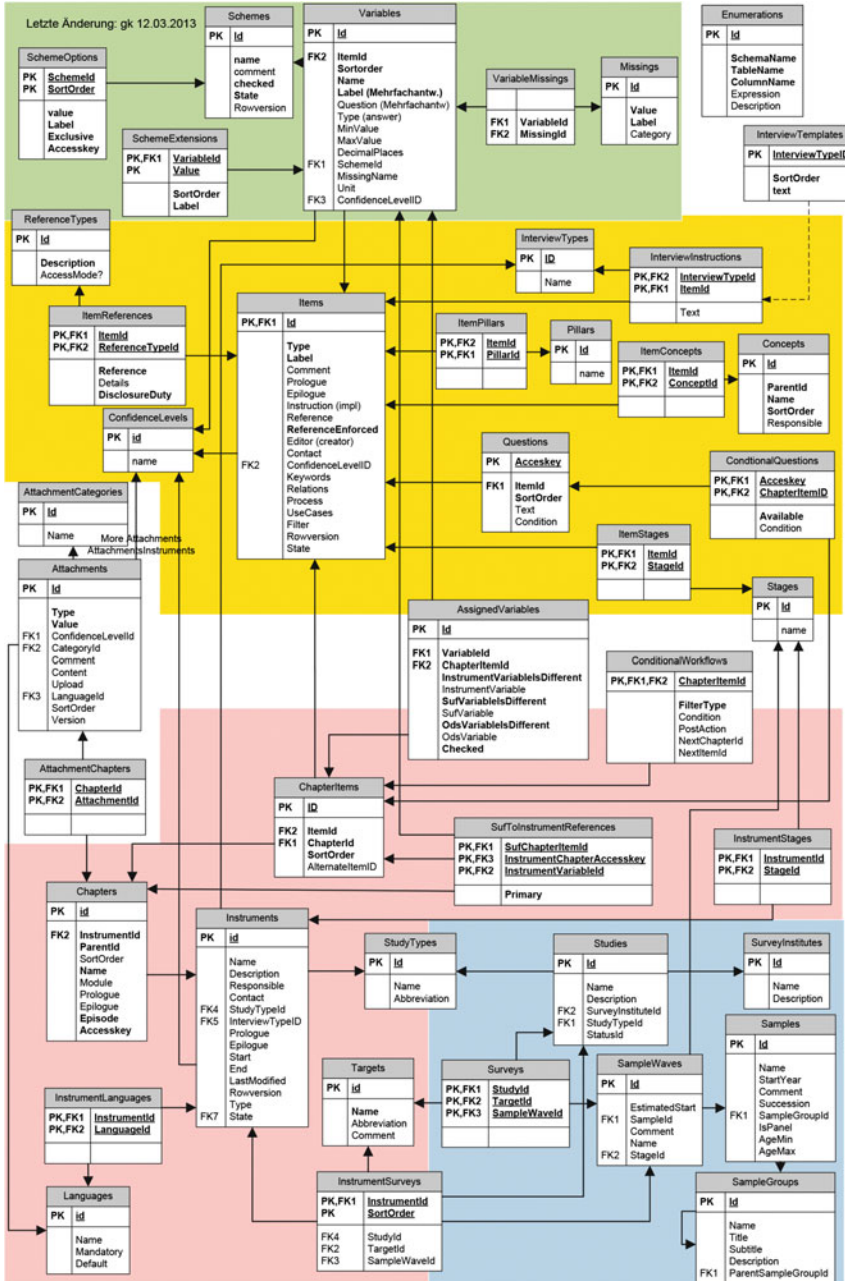 Letzte Änderung: gk 12.03.2013
Schemes
PK Id
name
comment
checked
State
Rowversion
Variables
PK Id
FK2 ItemId
Sortorder
Name
Label (Mehrfachantw.)
Question (Mehrfachantw)
Type (answer)
MinValue
MaxValue
DecimalPlaces
FK1 SchemeId
MissingName
Unit
FK3 ConfidenceLevelID
Enumerations
Id
SchemaName
TableName
ColumnName
Expression
Description
SchemeOptions
PK SchemeId
PK SortOrder
value
Label
Exclusive
Accesskey
VariableMissings
FK1 VariableId
FK2 MissingId
Missings
PK Id
Value
Label
Category
SchemeExtensions
PK,FK1 VariableId
PK Value
SortOrder
Label
InterviewTemplates
PK InterviewTypeID
SortOrder
text
ReferenceTypes
PK Id
Description
AccessMode?
InterviewTypes
PK ID
Name
InterviewInstructions
PK,FK2 InterviewTypeId
PK,FK1 ItemId
Text
Items
PK,FK1 Id
Type
Label
Comment
Prologue
Epilogue
Instruction (impl)
Reference
ReferenceEnforced
Editor (creator)
Contact
FK2 ConfidenceLevelID
Keywords
Relations
Process
UseCases
Filter
Rowversion
State
ItemReferences
PK,FK1 ItemId
PK,FK2 ReferenceTypeId
Reference
Details
DisclosureDuty
ItemPillars
PK,FK2 ItemId
PK,FK1 PillarId
Pillars
PK Id
name
ItemConcepts
PK,FK1 ItemId
PK,FK2 ConceptId
Concepts
PK Id
ParentId
Name
SortOrder
Responsible
ConfidenceLevels
PK id
name
Questions
PK Acceskey
FK1 ItemId
SortOrder
Text
Condition
CondtionalQuestions
PK,FK1 Acceskey
PK,FK2 ChapterItemID
Available
Condition
AttachmentCategories
PK Id
Name
More Attachments
AttachmentsInstruments
ItemStages
PK,FK1 ItemId
PK,FK2 StageId
Stages
PK Id
name
Attachments
PK Id
Type
Value
FK1 ConfidenceLevelId
FK2 CategoryId
Comment
Content
Upload
FK3 LanguageId
SortOrder
Version
AssignedVariables
PK Id
FK1 VariableId
FK2 ChapterItemId
InstrumentVariableIsDifferent
InstrumentVariable
SufVariableIsDifferent
SufVariable
OdsVariableIsDifferent
OdsVariable
Checked
ConditionalWorkflows
PK,FK1,FK2 ChapterItemId
FilterType
Condition
PostAction
NextChapterId
NextItemId
AttachmentChapters
PK,FK1 ChapterId
PK,FK2 AttachmentId
ChapterItems
PK ID
FK2 ItemId
FK1 ChapterId
SortOrder
AlternateItemID
SufToInstrumentReferences
PK,FK1 SufChapterItemId
PK,FK3 InstrumentChapterAccesskey
PK,FK2 InstrumentVariableId
Primary
InstrumentStages
PK,FK1 InstrumentId
PK,FK2 StageId
Chapters
PK id
FK2 InstrumentId
ParentId
SortOrder
Name
Module
Prologue
Epilogue
Episode
Accesskey
Instruments
PK id
Name
Description
Responsible
Contact
FK4 StudyTypeId
FK5 InterviewTypeID
Prologue
Epilogue
Start
End
LastModified
Rowversion
Type
FK7 State
StudyTypes
PK Id
Name
Abbreviation
Studies
PK Id
Name
Description
FK2 SurveyInstituteId
FK1 StudyTypeId
StatusId
SurveyInstitutes
PK Id
Name
Description
Samples
PK Id
Name
StartYear
Comment
Succession
FK1 SampleGroupId
IsPanel
AgeMin
AgeMax
Targets
PK id
Name
Abbreviation
Comment
Surveys
PK,FK1 StudyId
PK,FK2 TargetId
PK,FK3 SampleWaveId
SampleWaves
PK Id
EstimatedStart
FK1 SampleId
Comment
Name
FK2 StageId
InstrumentLanguages
PK,FK1 InstrumentId
PK,FK2 LanguageId
Languages
PK id
Name
Mandatory
Default
InstrumentSurveys
PK,FK1 InstrumentId
PK SortOrder
FK4 StudyId
FK2 TargetId
FK3 SampleWaveId
SampleGroups
PK Id
Name
Title
Subtitle
Description
FK1 ParentSampleGroupId